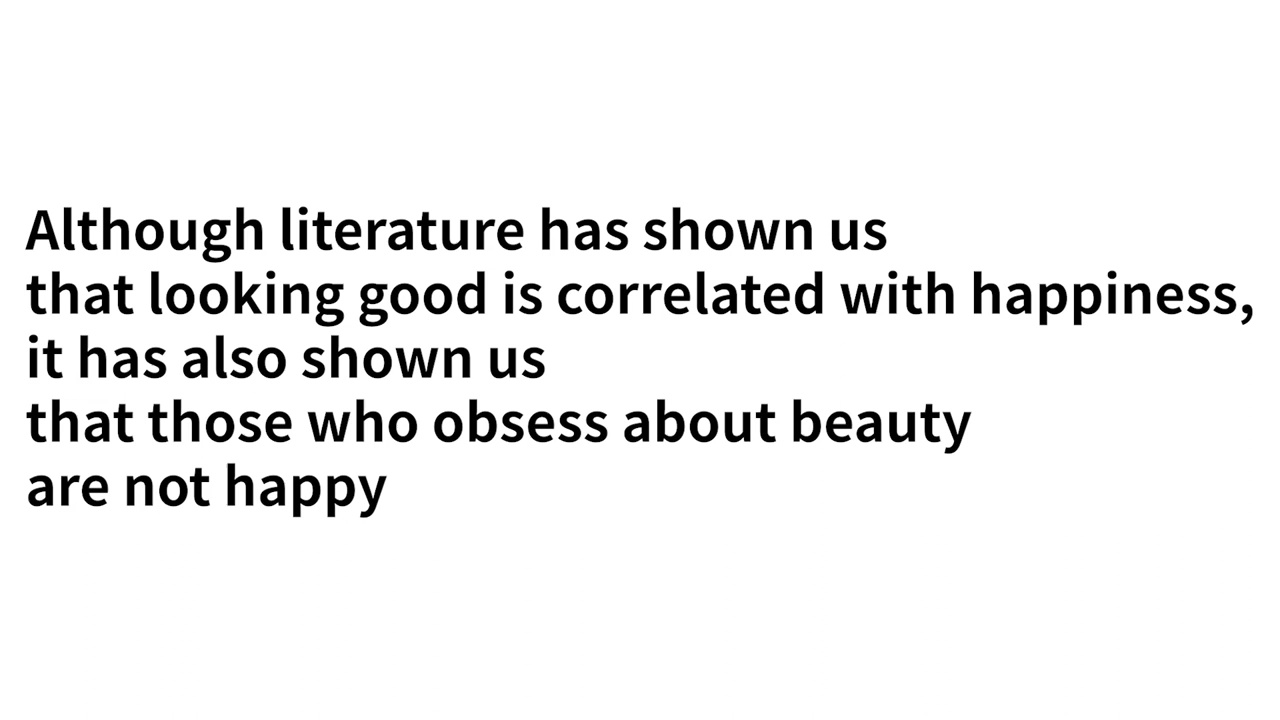 Although literature has shown us
that looking good is correlated with happiness,
it has also shown us
that those who obsess about beauty
are not happy